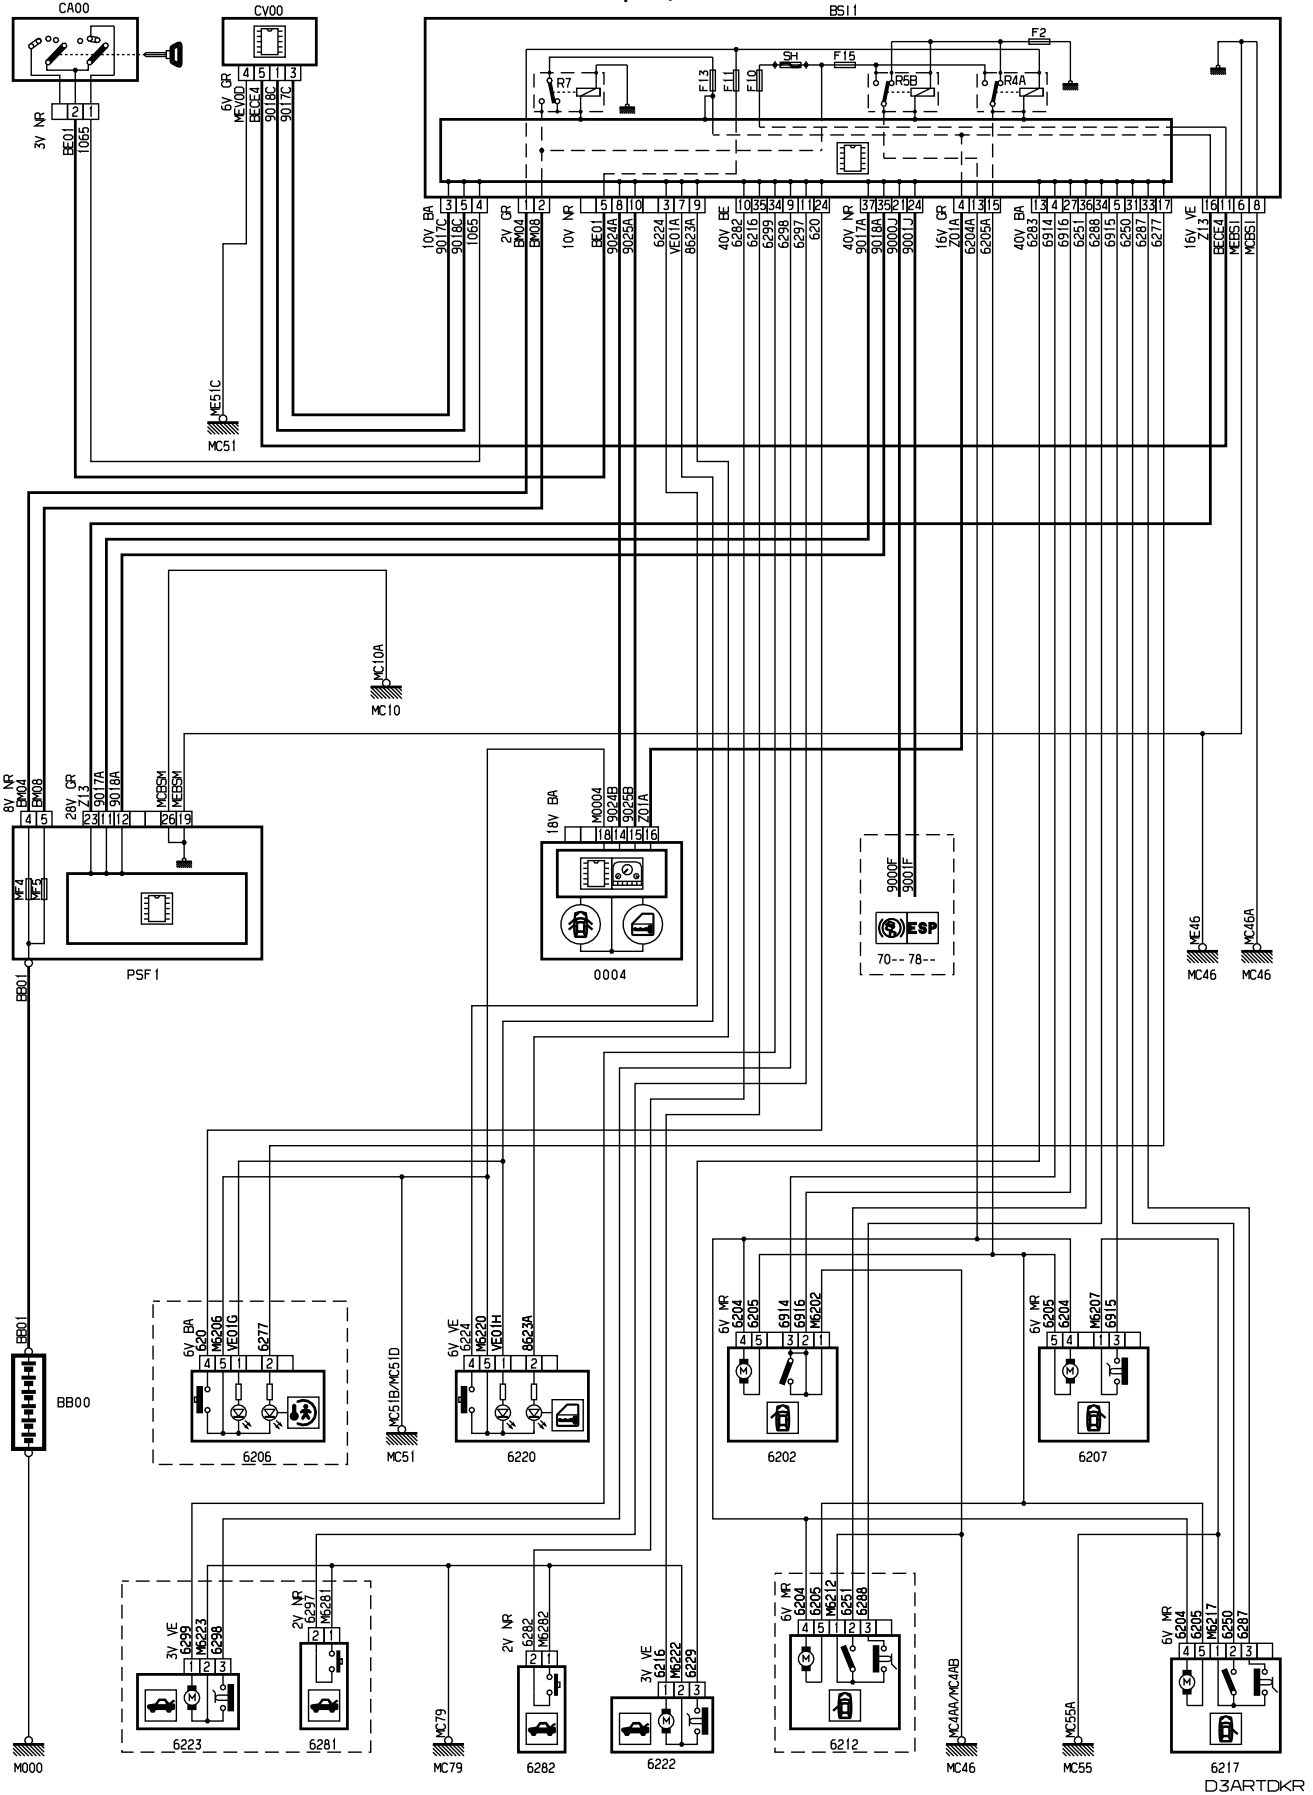 CA00
CV00
BSI1
F2
SH
F15
F13
F11
F10
R7
R5B
R4A
4 5 1 3
6V GR
MEV0D
BECE4
9018C
9017C
2 1
3V NR
BE01
1065
3 5 4
10V BA
9017C
9018C
1065
1 2
2V GR
BM04
BM08
5 8 10
10V NR
BE01
9024A
9025A
3 7 9
6224
VE01A
8623A
10 35 34 9 11 24
40V BE
6282
6216
6299
6298
6297
620
37 35 21 24
40V NR
9017A
9018A
9000J
9001J
4 13 15
16V GR
Z01A
6204A
6205A
13 4 27 36 34 5 31 33 17
40V BA
6283
6914
6916
6251
6288
6915
6250
6287
6277
16 11 6 8
16V VE
Z13
BECE4
MEBSI
MCBSI
ME51C
MC51
MC10A
MC10
8V NR
BM04
BM08
28V GR
Z13
9017A
9018A
MCBSM
MEBSM
4 5
23 11 12
26 19
MF4
MF5
PSF1
BB01
18V BA
M0004
9024B
9025B
Z01A
18 14 15 16
0004
9000F
9001F
ESP
70-- 78--
ME46
MC46
MC46A
MC46
BB01
BB00
M000
6V BA
620
M6206
VE01G
6277
4 5 1 2
6206
MC51B/MC51D
MC51
6V VE
6224
M6220
VE01H
8623A
4 5 1 2
6220
6V MR
6204
6205
6914
6916
M6202
4 5 3 2 1
M
6202
6V MR
6205
6204
M6207
6915
5 4 1 3
M
6207
3V VE
6299
M6223
6298
1 2 3
M
6223
2V NR
6297
M6281
2 1
6281
MC79
MC79
2V NR
6282
M6282
2 1
6282
3V VE
6216
M6222
6229
1 2 3
M
6222
6V MR
6204
6205
M6212
6251
6288
4 5 1 2 3
M
6212
MC4AA/MC4AB
MC46
MC55A
MC55
6V MR
6204
6205
M6217
6250
6287
4 5 1 2 3
M
6217
D3ARTDKR